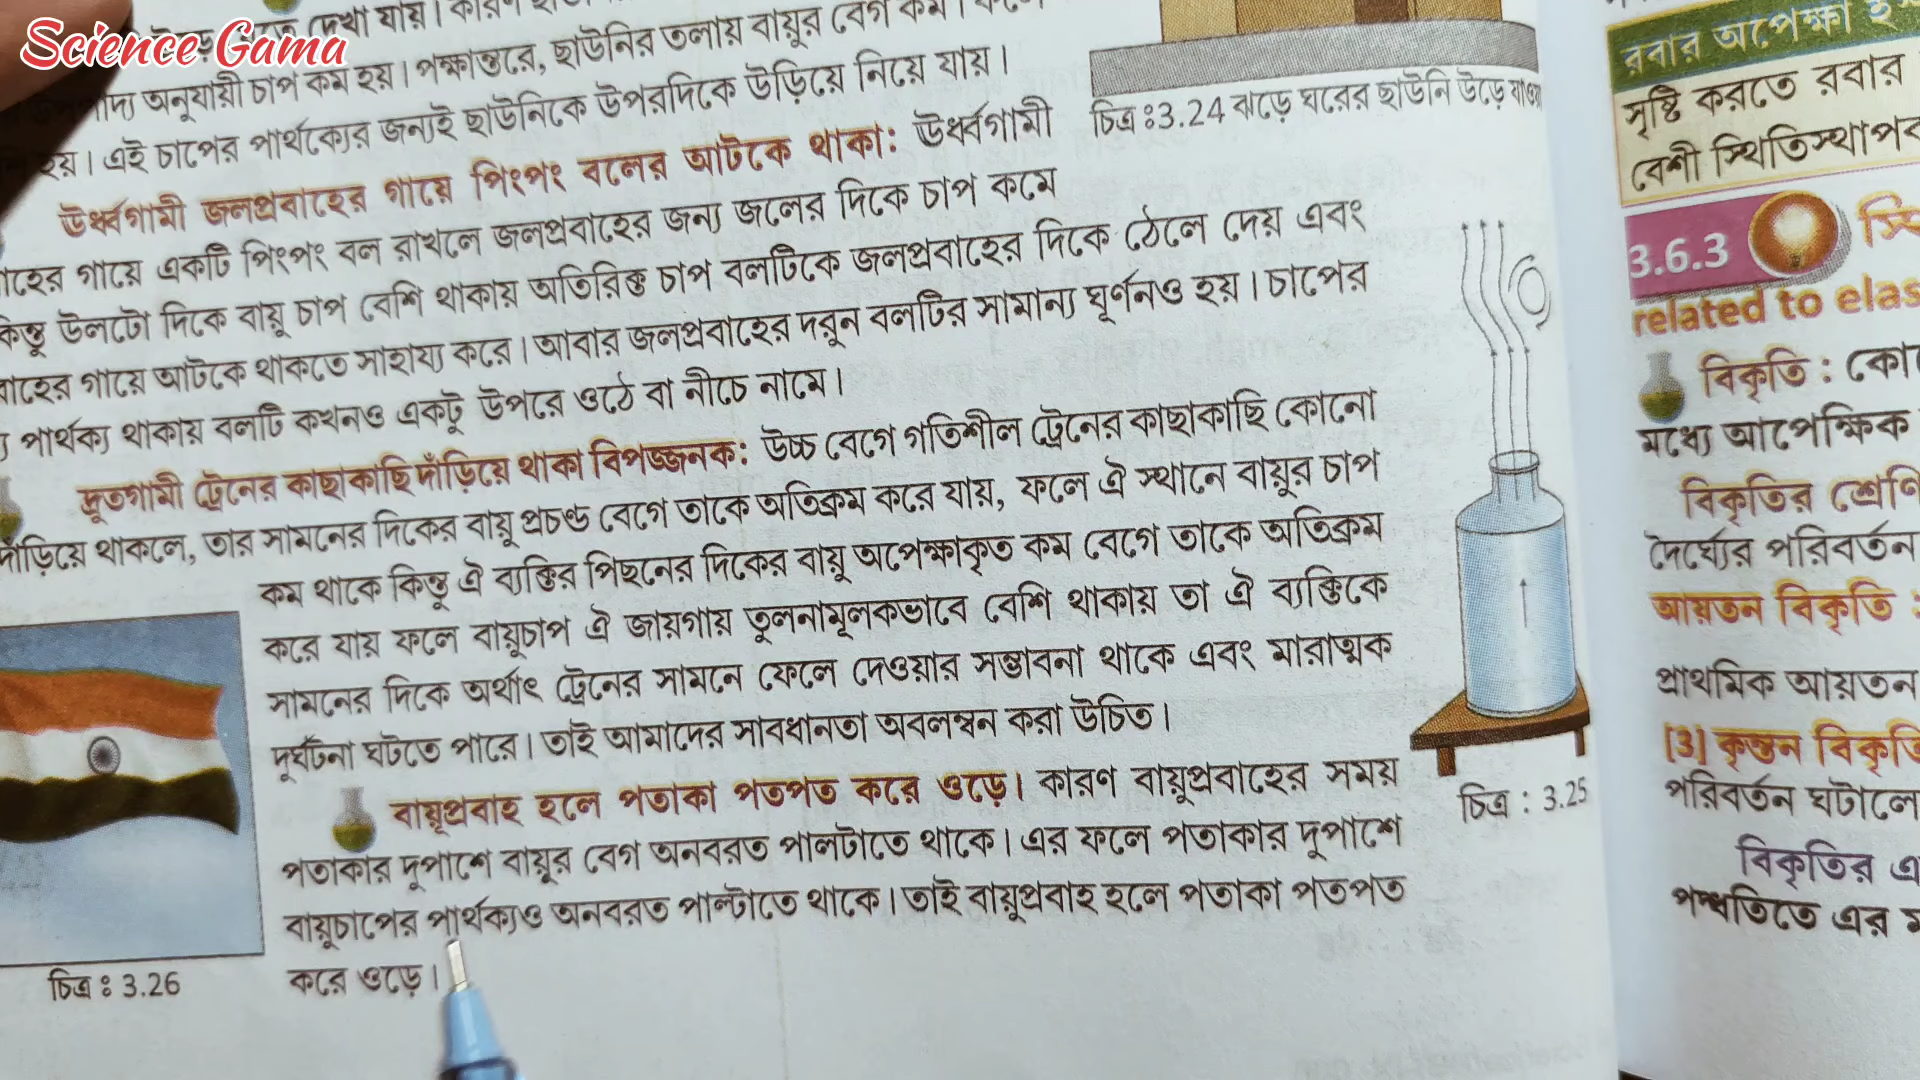 Science Gama
দেখা যায়। কারণ
অনুযায়ী চাপ কম হয়। পক্ষান্তরে, ছাউনির তলায় বায়ুর বেগ কম।
হয়। এই চাপের পার্থক্যের জন্যই ছাউনিকে উপরদিকে উড়িয়ে নিয়ে যায়।
চিত্র ঃ 3.24 ঝড়ে ঘরের ছাউনি উড়ে যাওয়া
ঊর্ধ্বগামী জলপ্রবাহের গায়ে পিংপং বলের আটকে থাকা: ঊর্ধ্বগামী
গায়ে একটি পিংপং বল রাখলে জলপ্রবাহের জন্য জলের দিকে চাপ কমে
কিন্তু উলটো দিকে বায়ু চাপ বেশি থাকায় অতিরিক্ত চাপ বলটিকে জলপ্রবাহের দিকে ঠেলে দেয় এবং
গায়ে আটকে থাকতে সাহায্য করে। আবার জলপ্রবাহের দরুন বলটির সামান্য ঘূর্ণনও হয়। চাপের
পার্থক্য থাকায় বলটি কখনও একটু উপরে ওঠে বা নীচে নামে।
দ্রুতগামী ট্রেনের কাছাকাছি দাঁড়িয়ে থাকা বিপজ্জনক: উচ্চ বেগে গতিশীল ট্রেনের কাছাকাছি কোনো
দাঁড়িয়ে থাকলে, তার সামনের দিকের বায়ু প্রচণ্ড বেগে তাকে অতিক্রম করে যায়, ফলে ঐ স্থানে বায়ুর চাপ
কম থাকে কিন্তু ঐ ব্যক্তির পিছনের দিকের বায়ু অপেক্ষাকৃত কম বেগে তাকে অতিক্রম
করে যায় ফলে বায়ুচাপ ঐ জায়গায় তুলনামূলকভাবে বেশি থাকায় তা ঐ ব্যক্তিকে
সামনের দিকে অর্থাৎ ট্রেনের সামনে ফেলে দেওয়ার সম্ভাবনা থাকে এবং মারাত্মক
দুর্ঘটনা ঘটতে পারে। তাই আমাদের সাবধানতা অবলম্বন করা উচিত।
বায়ুপ্রবাহ হলে পতাকা পতপত করে ওড়ে। কারণ বায়ুপ্রবাহের সময়
পতাকার দুপাশে বায়ুর বেগ অনবরত পালটাতে থাকে। এর ফলে পতাকার দুপাশে
বায়ুচাপের পার্থক্যও অনবরত পাল্টাতে থাকে। তাই বায়ুপ্রবাহ হলে পতাকা পতপত
করে ওড়ে।
চিত্র : 3.25
চিত্র ঃ 3.26
রবার অপেক্ষা
সৃষ্টি করতে রবার
বেশী
3.6.3
related to elas
বিকৃতি :
মধ্যে আপেক্ষিক
বিকৃতির
দৈর্ঘ্যের পরিবর্তন
আয়তন বিকৃতি :
প্রাথমিক আয়তন
[3] কৃন্তন
পরিবর্তন ঘটালে
বিকৃতির
পদ্ধতিতে এর